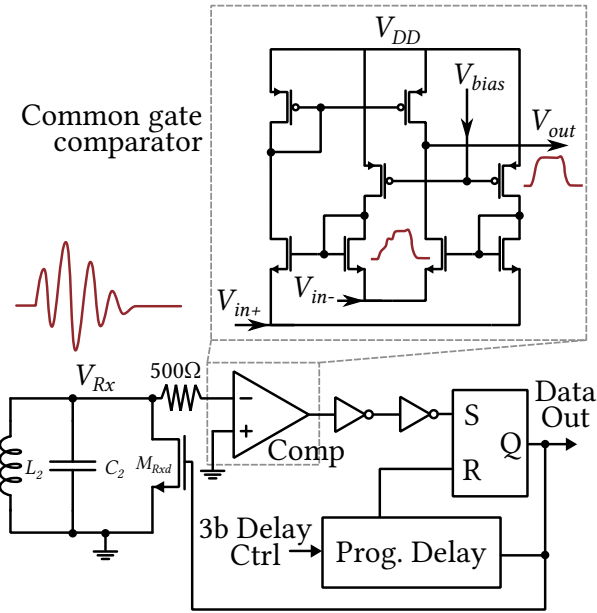 V_DD
V_bias
V_out
Common gate
comparator
V_in-
V_in+
V_Rx
500Ω
Data
Out
−
+
Comp
S
Q
R
L_2
C_2
M_Rxd
3b Delay
Ctrl
Prog. Delay